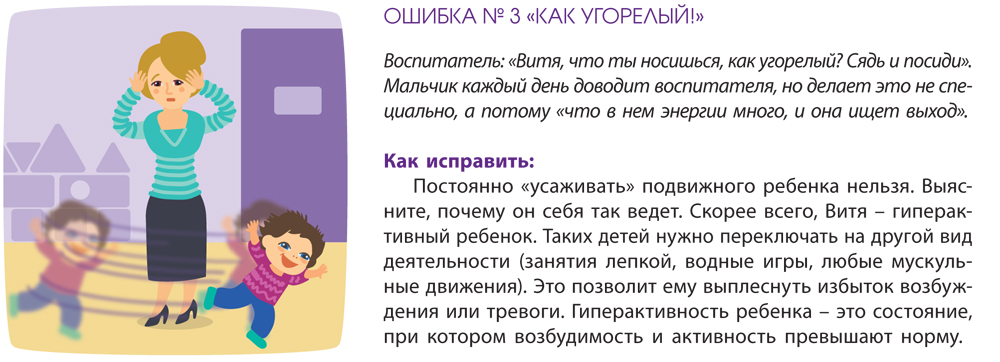 ОШИБКА № 3 «КАК УГОРЕЛЫЙ!»
Воспитатель: «Витя, что ты носишься, как угорелый? Сядь и посиди».
Мальчик каждый день доводит воспитателя, но делает это не спе-
циально, а потому «что в нем энергии много, и она ищет выход».
Как исправить:
Постоянно «усаживать» подвижного ребенка нельзя. Выяс-
ните, почему он себя так ведет. Скорее всего, Витя – гиперак-
тивный ребенок. Таких детей нужно переключать на другой вид
деятельности (занятия лепкой, водные игры, любые мускуль-
ные движения). Это позволит ему выплеснуть избыток возбуж-
дения или тревоги. Гиперактивность ребенка – это состояние,
при котором возбудимость и активность превышают норму.